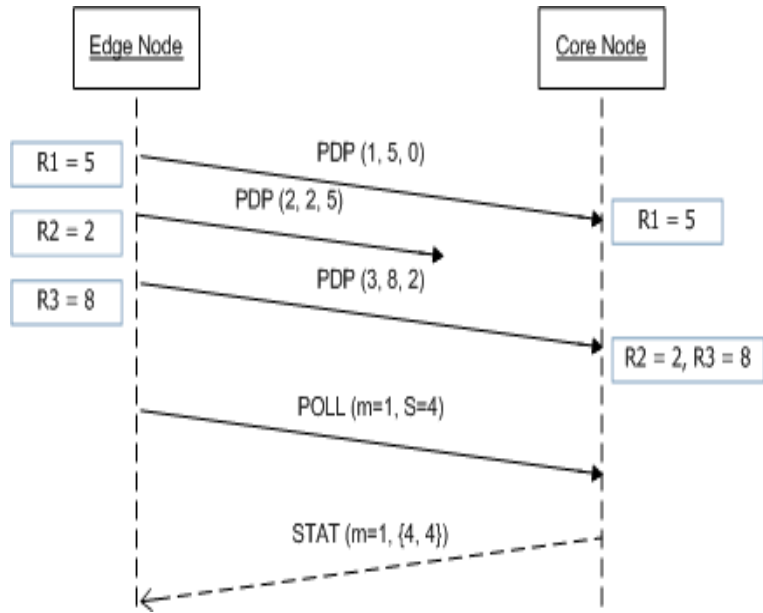 Edge Node
Core Node
R1 = 5
PDP (1, 5, 0)
R1 = 5
PDP (2, 2, 5)
R2 = 2
PDP (3, 8, 2)
R3 = 8
R2 = 2, R3 = 8
POLL (m=1, S=4)
STAT (m=1, {4, 4})